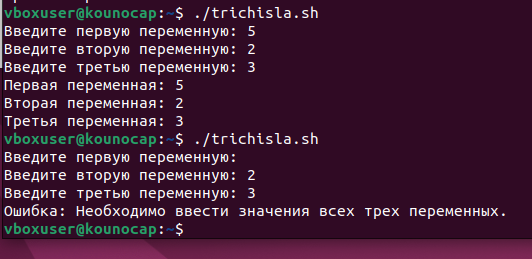 vboxuser@kounocap:~$ ./trichisla.sh
Введите первую переменную: 5
Введите вторую переменную: 2
Введите третью переменную: 3
Первая переменная: 5
Вторая переменная: 2
Третья переменная: 3
vboxuser@kounocap:~$ ./trichisla.sh
Введите первую переменную:
Введите вторую переменную: 2
Введите третью переменную: 3
Ошибка: Необходимо ввести значения всех трех переменных.
vboxuser@kounocap:~$